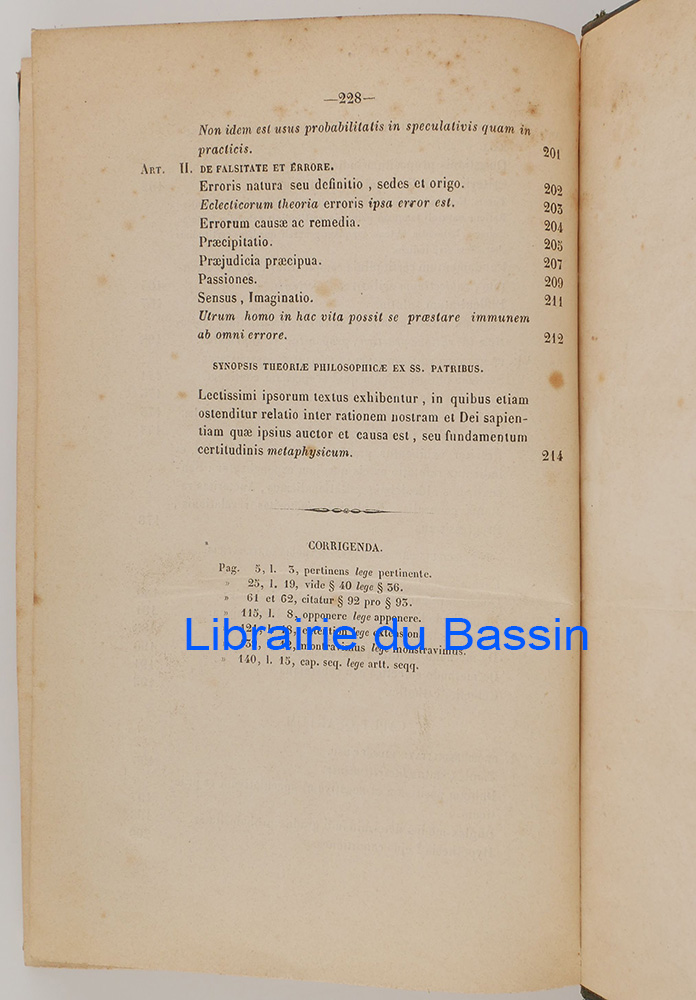 —228—
Non idem est usus probabilitatis in speculativis quam in
practicis. 201
ART. II. DE FALSITATE ET ERRORE.
Erroris natura seu definitio , sedes et origo. 202
Eclecticorum theoria erroris ipsa error est. 203
Errorum causæ ac remedia. 204
Præcipitatio. 205
Præjudicia præcipua. 207
Passiones. 209
Sensus , Imaginatio. 211
Utrum homo in hac vita possit se præstare immunem
ab omni errore. 212
SYNOPSIS THEORIÆ PHILOSOPHICÆ EX SS. PATRIBUS.
Lectissimi ipsorum textus exhibentur , in quibus etiam
ostenditur relatio inter rationem nostram et Dei sapien-
tiam quæ ipsius auctor et causa est , seu fundamentum
certitudinis metaphysicum. 214
CORRIGENDA.
Pag. 5, l. 3, pertinens lege pertinente.
» 25, l. 19, vide § 40 lege § 36.
» 61 et 62, citatur § 92 pro § 93.
» 115, l. 8, opponere lege apponere.
lege
montravimus lege monstravimus.
» 140, l. 15, cap. seq. lege artt. seqq.
Librairie du Bassin